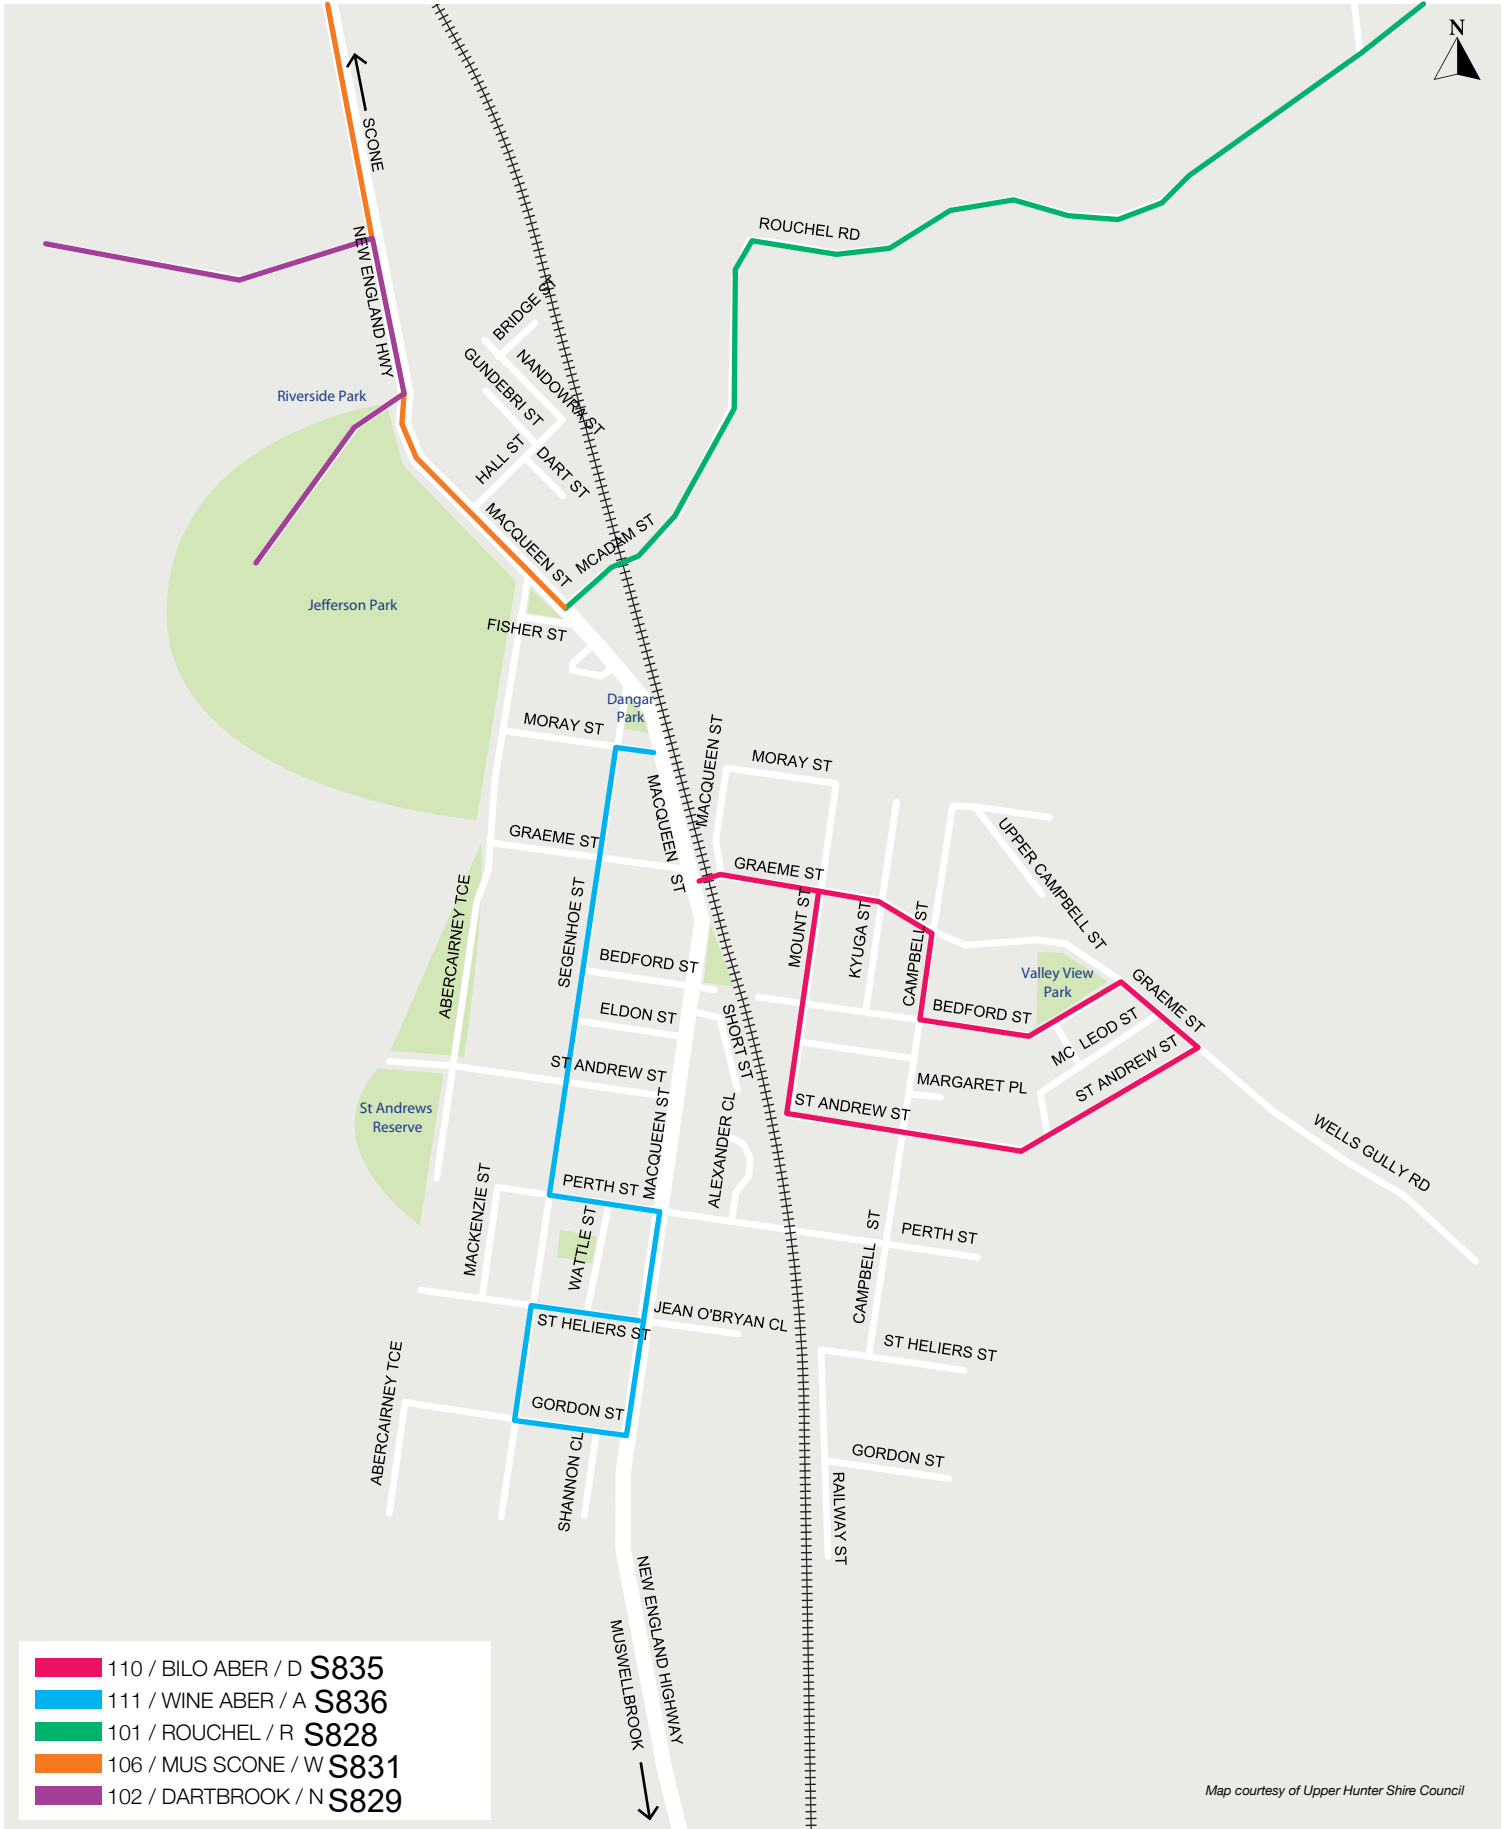 N
SCONE
NEW ENGLAND HWY
ROUCHEL RD
BRIDGE ST
NANDOWRA ST
GUNDEBRI ST
HALL ST
DART ST
Riverside Park
MACQUEEN ST
MCADAM ST
Jefferson Park
FISHER ST
Dangar
Park
MORAY ST
MACQUEEN ST
MORAY ST
MACQUEEN ST
GRAEME ST
GRAEME ST
UPPER CAMPBELL ST
ABERCAIRNEY TCE
SEGENHOE ST
MOUNT ST
KYUGA ST
CAMPBELL ST
BEDFORD ST
Valley View
Park
GRAEME ST
ELDON ST
SHORT ST
BEDFORD ST
MC LEOD ST
ST ANDREW ST
ST ANDREW ST
MARGARET PL
St Andrews
Reserve
MACQUEEN ST
ALEXANDER CL
ST ANDREW ST
WELLS GULLY RD
MACKENZIE ST
PERTH ST
WATTLE ST
CAMPBELL ST
PERTH ST
ST HELIERS ST
JEAN O'BRYAN CL
ST HELIERS ST
ABERCAIRNEY TCE
GORDON ST
SHANNON CL
GORDON ST
RAILWAY ST
NEW ENGLAND HIGHWAY
MUSWELLBROOK
110 / BILO ABER / D S835
111 / WINE ABER / A S836
101 / ROUCHEL / R S828
106 / MUS SCONE / W S831
102 / DARTBROOK / N S829
Map courtesy of Upper Hunter Shire Council